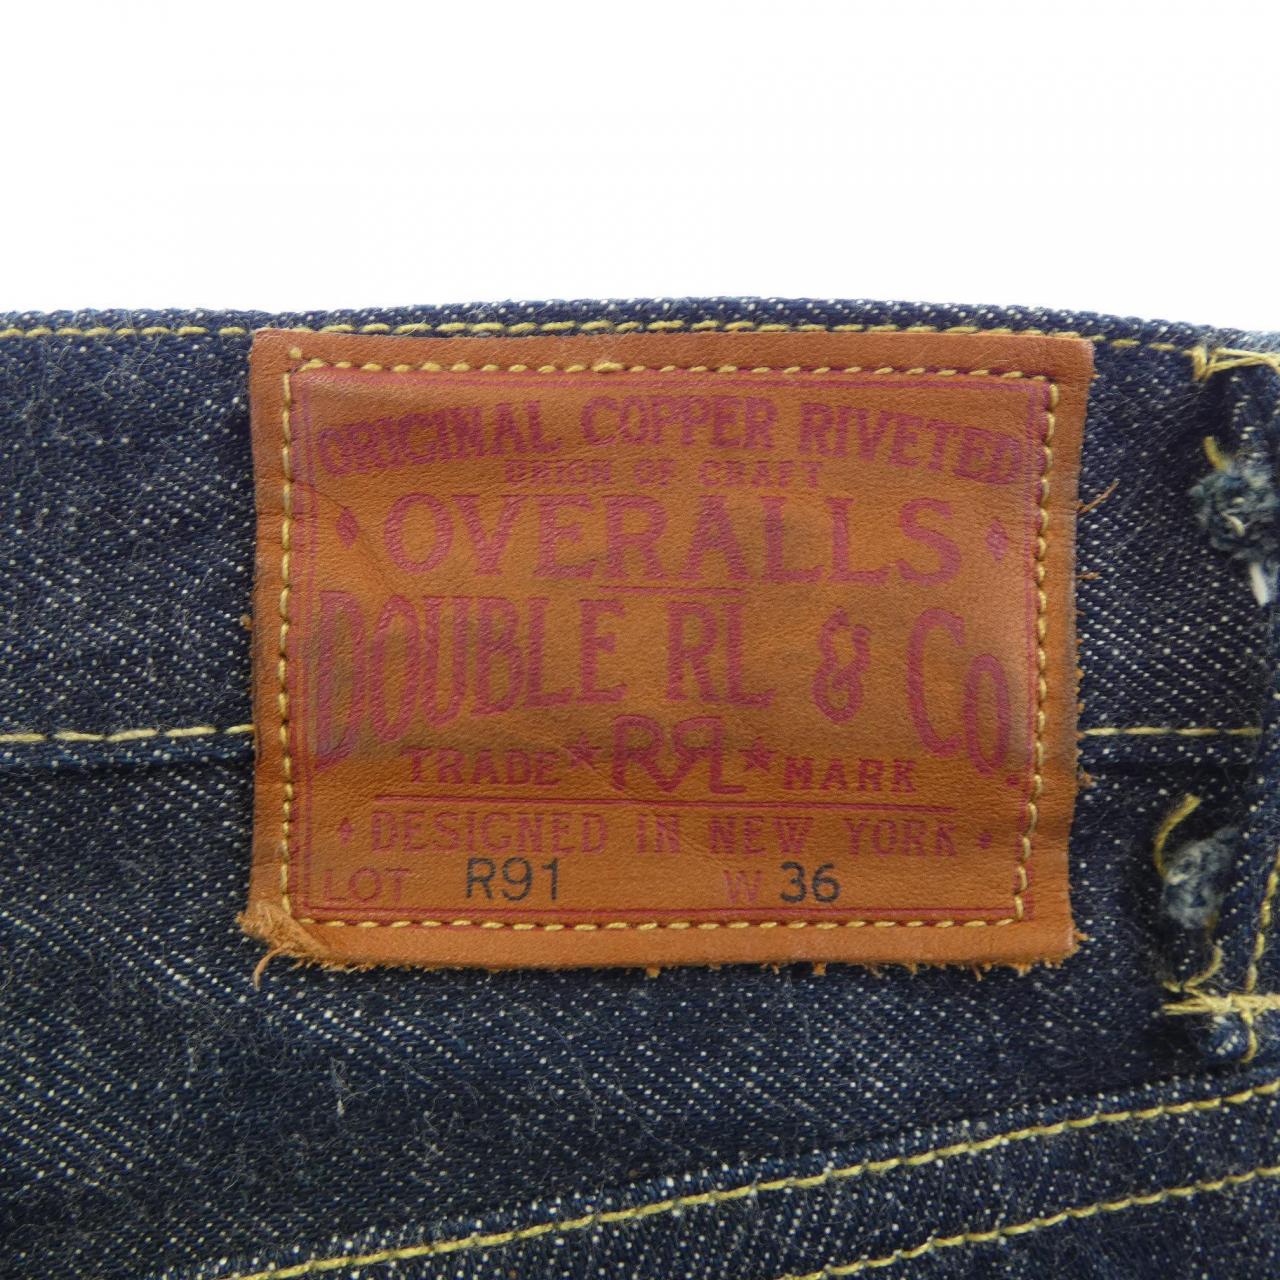 ORIGINAL COPPER RIVETED
UNION OF CRAFT
OVERALLS
DOUBLE RL & CO.
TRADE ★ RRL ★ MARK
DESIGNED IN NEW YORK
LOT R91 W 36